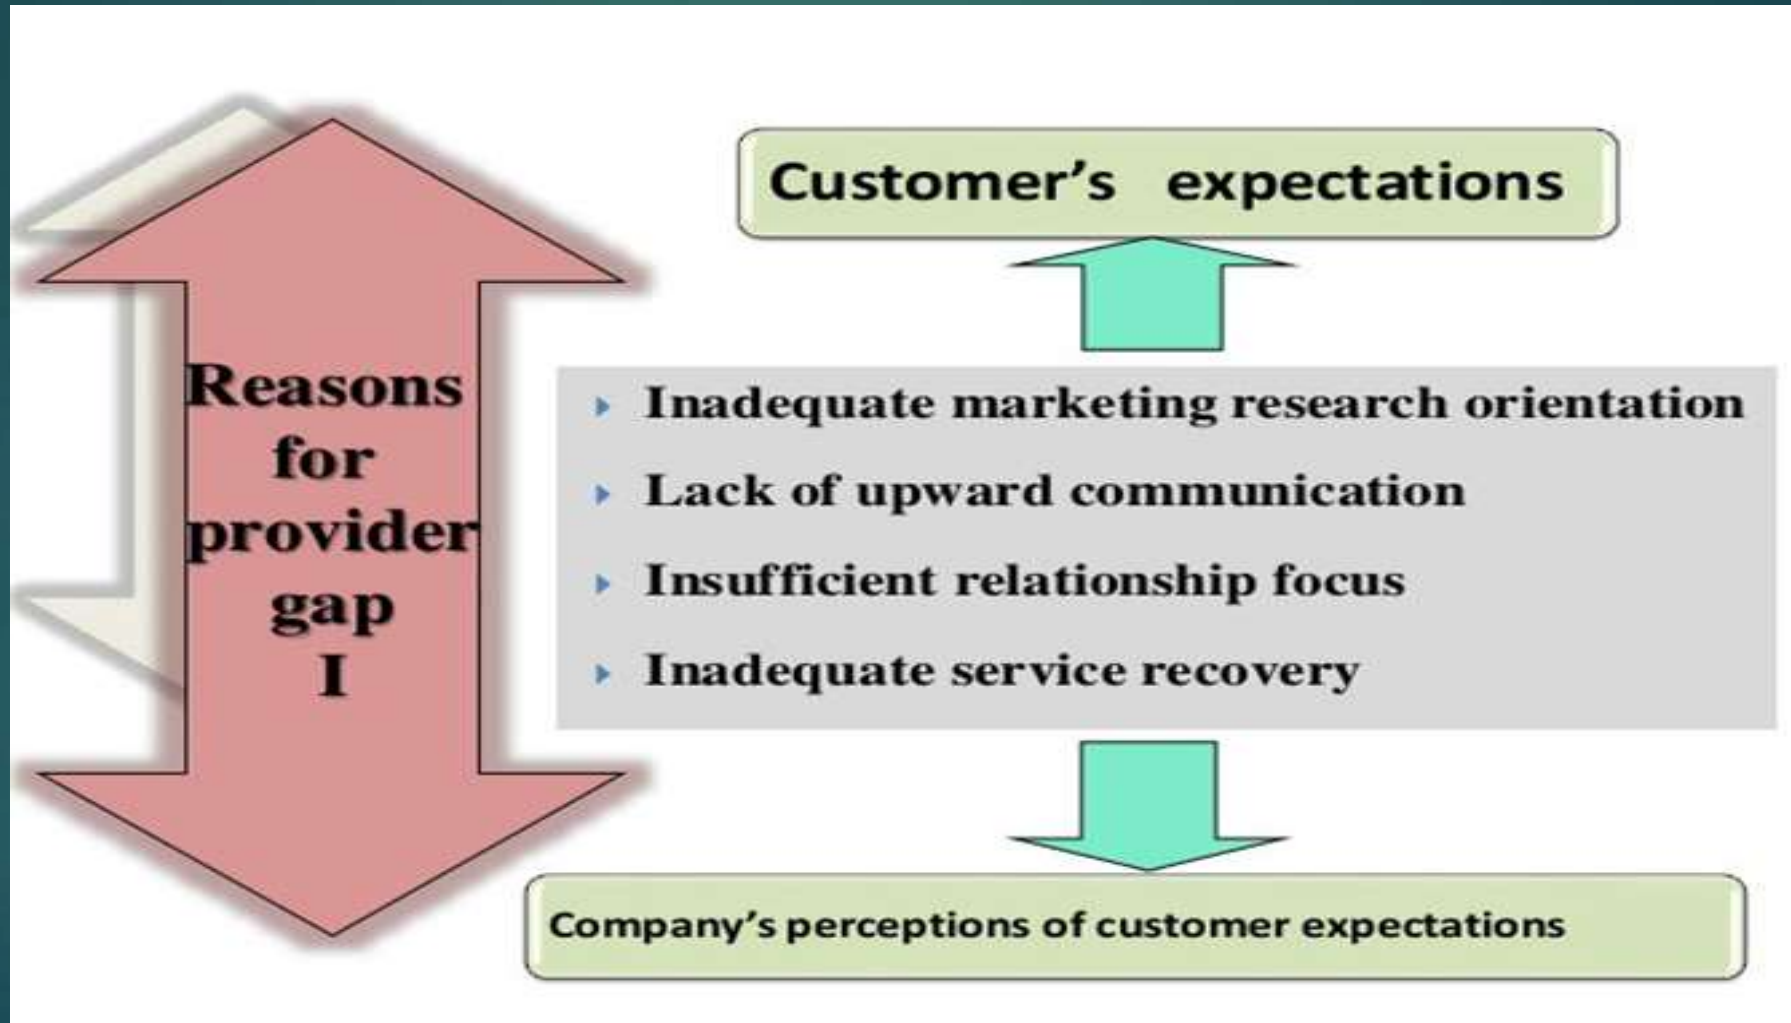 Reasons
for
provider
gap
I
Customer’s expectations
Inadequate marketing research orientation
Lack of upward communication
Insufficient relationship focus
Inadequate service recovery
Company’s perceptions of customer expectations